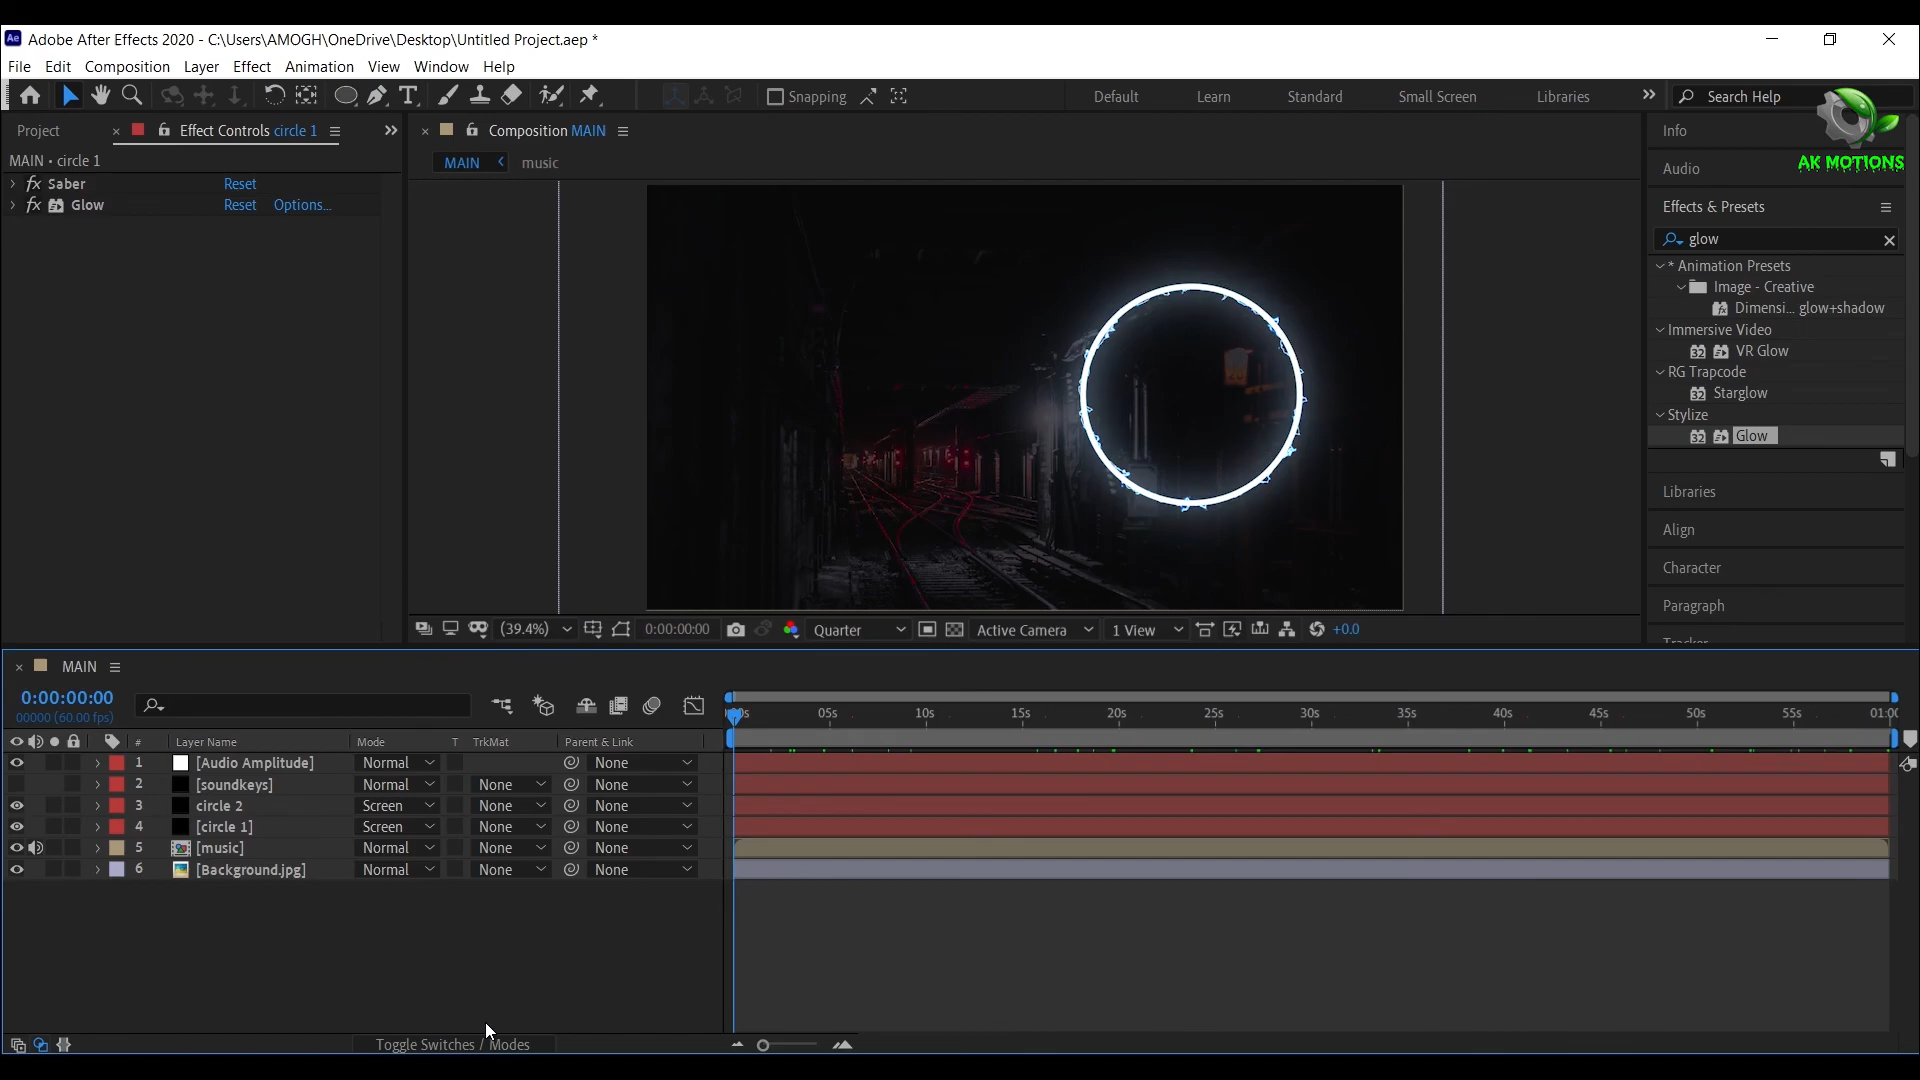 Adobe After Effects 2020 - C:\Users\AMOGH\OneDrive\Desktop\Untitled Project.aep *
File Edit Composition Layer Effect Animation View Window Help
Snapping Default Learn Standard Small Screen Libraries Search Help
Project Effect Controls circle 1
MAIN • circle 1
fx Saber Reset
fx Glow Reset Options...
Composition MAIN
MAIN music
Info
Audio
AK MOTIONS
Effects & Presets
glow
* Animation Presets
Image - Creative
Dimensi... glow+shadow
Immersive Video
VR Glow
RG Trapcode
Starglow
Stylize
Glow
Libraries
Align
Character
Paragraph
Tracker
(39.4%) 0:00:00:00 Quarter Active Camera 1 View +0.0
MAIN
0:00:00:00
00000 (60.00 fps)
05s 10s 15s 20s 25s 30s 35s 40s 45s 50s 55s
# Layer Name Mode T TrkMat Parent & Link
1 [Audio Amplitude] Normal None
2 [soundkeys] Normal None None
3 circle 2 Screen None None
4 [circle 1] Screen None None
5 [music] Normal None None
6 [Background.jpg] Normal None None
Toggle Switches / Modes